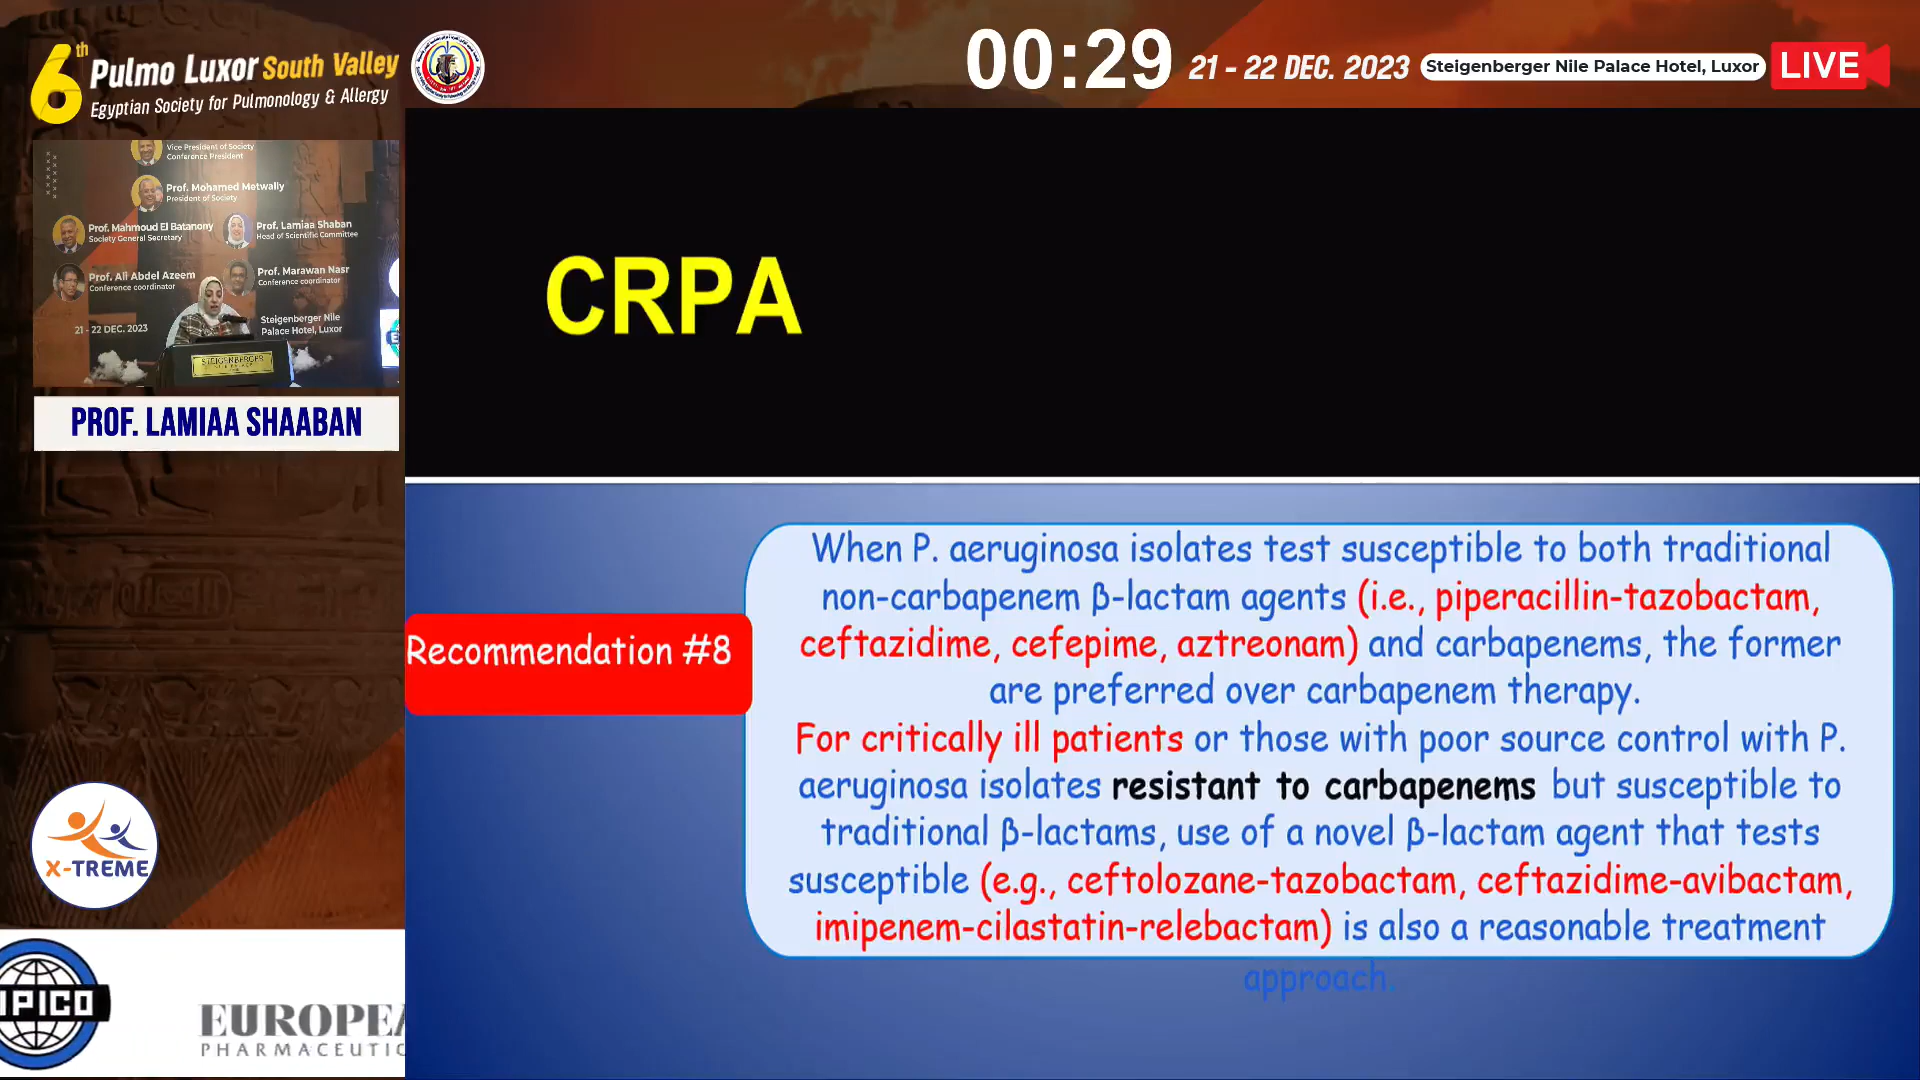 6th
Pulmo Luxor South Valley
Egyptian Society for Pulmonology & Allergy
00:29
21 - 22 DEC. 2023
Steigenberger Nile Palace Hotel, Luxor
LIVE
Vice President of Society
Conference President
Prof. Mohamed Metwally
President of Society
Prof. Mahmoud El Batanony
Society General Secretary
Prof. Lamiaa Shaban
Head of Scientific Committee
Prof. Ali Abdel Azeem
Conference coordinator
Prof. Marawan Nasr
Conference coordinator
21 - 22 DEC. 2023
Steigenberger Nile
Palace Hotel, Luxor
STEIGENBERGER
PROF. LAMIAA SHAABAN
CRPA
Recommendation #8
When P. aeruginosa isolates test susceptible to both traditional
non-carbapenem β-lactam agents (i.e., piperacillin-tazobactam,
ceftazidime, cefepime, aztreonam) and carbapenems, the former
are preferred over carbapenem therapy.
For critically ill patients or those with poor source control with P.
aeruginosa isolates resistant to carbapenems but susceptible to
traditional β-lactams, use of a novel β-lactam agent that tests
susceptible (e.g., ceftolozane-tazobactam, ceftazidime-avibactam,
imipenem-cilastatin-relebactam) is also a reasonable treatment
approach.
X-TREME
IPICO
EUROPEA
PHARMACEUTIC